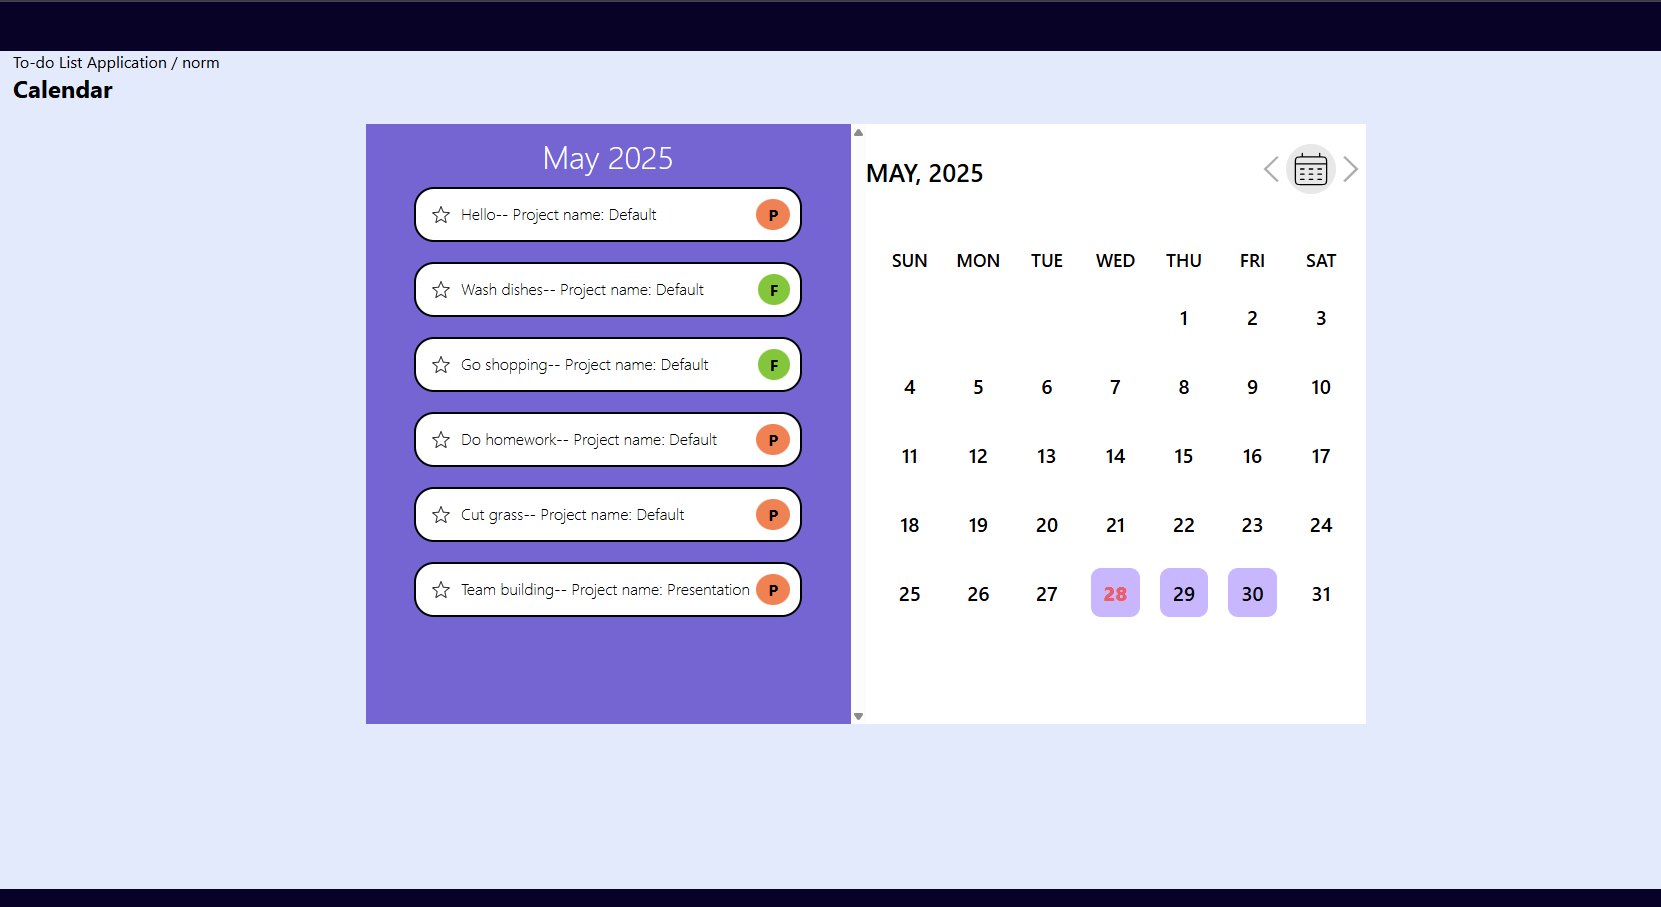 To-do List Application / norm
Calendar
May 2025
Hello-- Project name: Default P
Wash dishes-- Project name: Default F
Go shopping-- Project name: Default F
Do homework-- Project name: Default P
Cut grass-- Project name: Default P
Team building-- Project name: Presentation P
MAY, 2025
SUN MON TUE WED THU FRI SAT
1 2 3
4 5 6 7 8 9 10
11 12 13 14 15 16 17
18 19 20 21 22 23 24
25 26 27 28 29 30 31